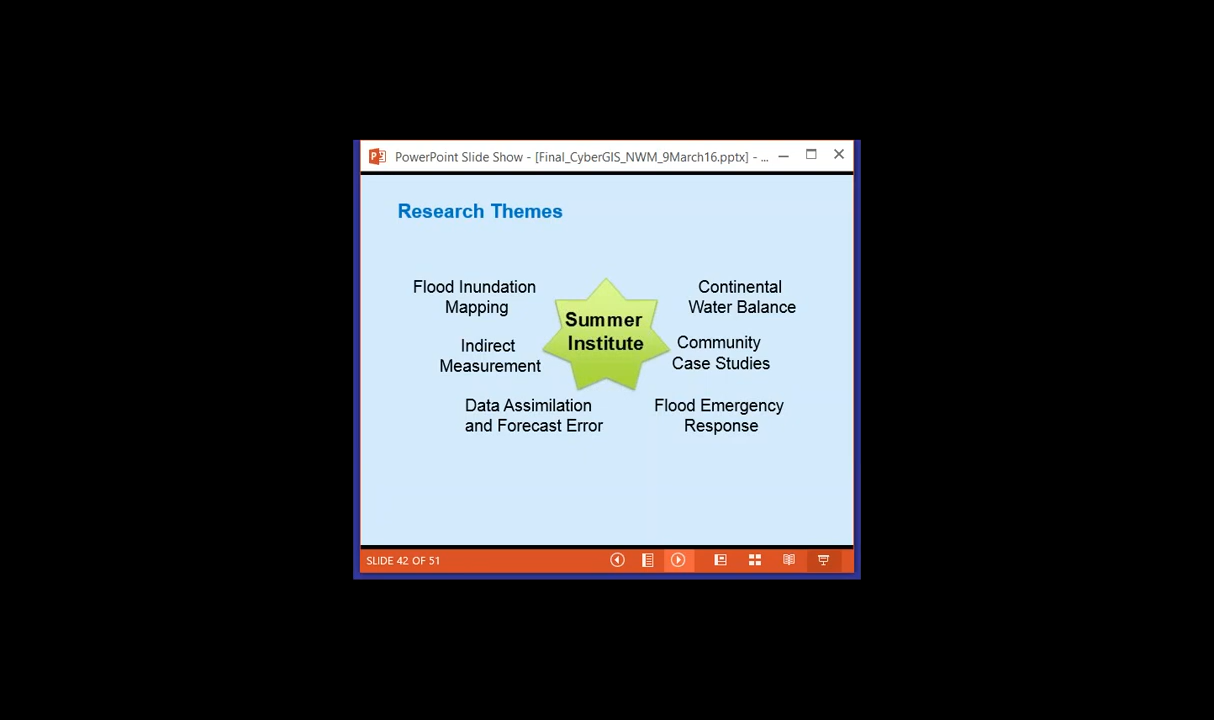 PowerPoint Slide Show - [Final_CyberGIS_NWM_9March16.pptx] - ...
Research Themes
Flood Inundation
Mapping
Indirect
Measurement
Data Assimilation
and Forecast Error
Summer
Institute
Continental
Water Balance
Community
Case Studies
Flood Emergency
Response
SLIDE 42 OF 51